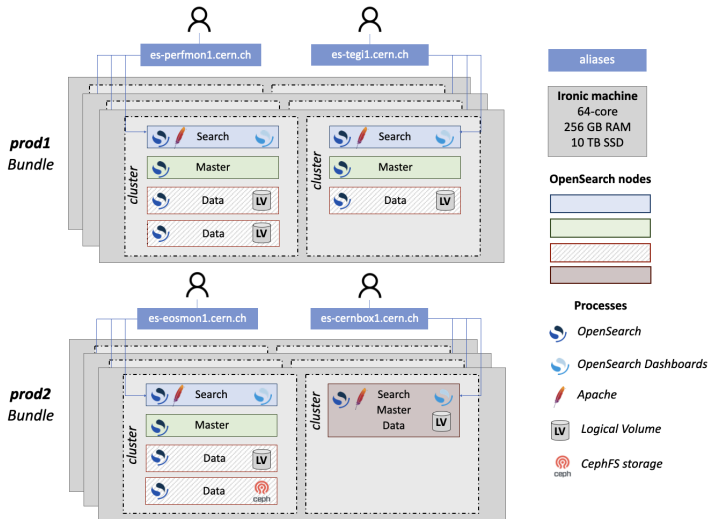 es-perfmon1.cern.ch
es-tegi1.cern.ch
aliases
Ironic machine
64-core
256 GB RAM
10 TB SSD
prod1
Bundle
cluster
Search
Master
Data
LV
Data
LV
cluster
Search
Master
Data
LV
OpenSearch nodes
es-eosmon1.cern.ch
es-cernbox1.cern.ch
prod2
Bundle
cluster
Search
Master
Data
LV
Data
ceph
cluster
Search
Master
Data
LV
Processes
OpenSearch
OpenSearch Dashboards
Apache
LV
Logical Volume
ceph
CephFS storage